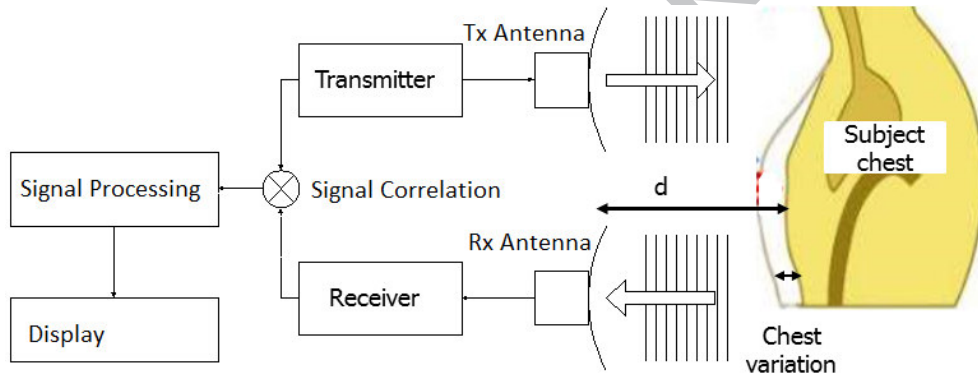 Tx Antenna
Transmitter
Subject
chest
Signal Processing
Signal Correlation
d
Rx Antenna
Receiver
Display
Chest
variation